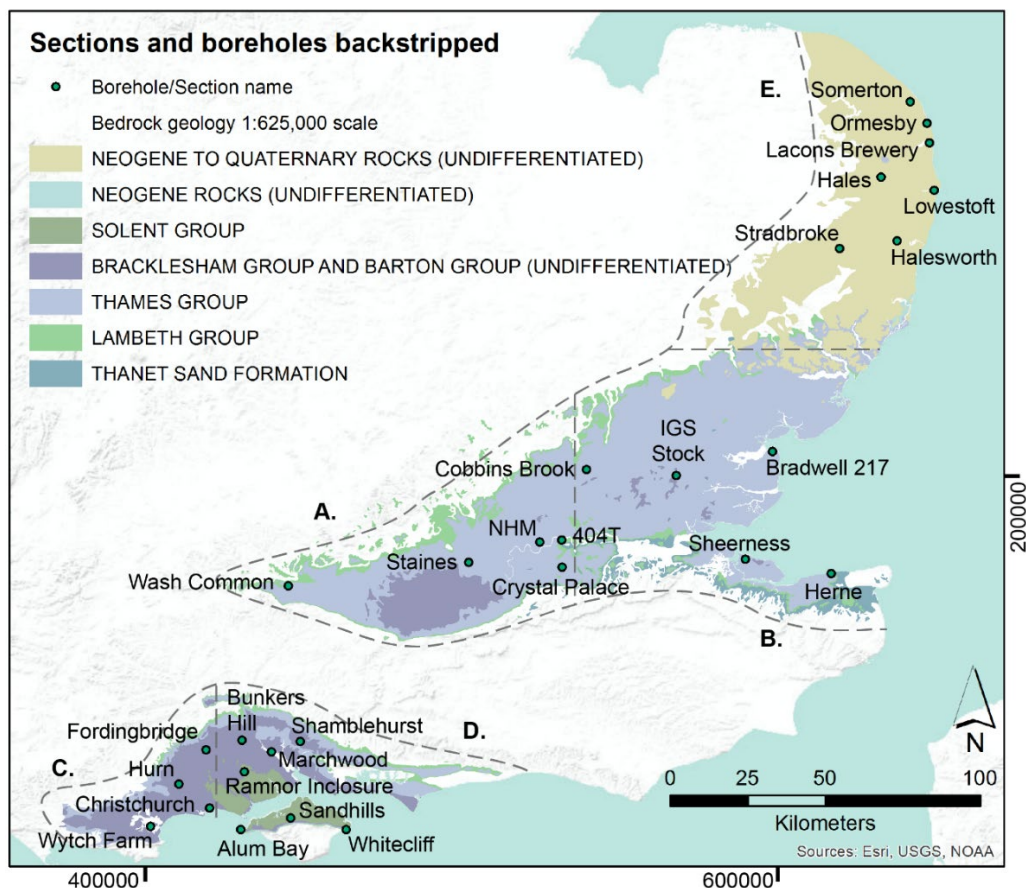 Sections and boreholes backstripped
Borehole/Section name
Bedrock geology 1:625,000 scale
NEOGENE TO QUATERNARY ROCKS (UNDIFFERENTIATED)
NEOGENE ROCKS (UNDIFFERENTIATED)
SOLENT GROUP
BRACKLESHAM GROUP AND BARTON GROUP (UNDIFFERENTIATED)
THAMES GROUP
LAMBETH GROUP
THANET SAND FORMATION
E.
Somerton
Ormesby
Lacons Brewery
Hales
Lowestoft
Stradbroke
Halesworth
IGS
Stock
Cobbins Brook
Bradwell 217
A.
NHM
404T
Staines
Sheerness
Wash Common
Crystal Palace
Herne
B.
200000
Bunkers
Hill
Fordingbridge
Shamblehurst
D.
Marchwood
C.
Hurn
Ramnor Inclosure
Christchurch
Sandhills
Wytch Farm
Alum Bay
Whitecliff
N
0 25 50 100
Kilometers
Sources: Esri, USGS, NOAA
400000
600000